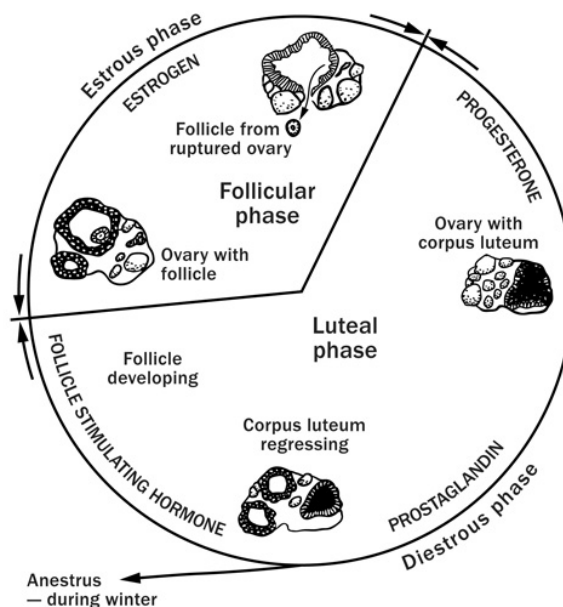 Estrous phase
ESTROGEN
Follicle from
ruptured ovary
PROGESTERONE
Follicular
phase
Ovary with
corpus luteum
Ovary with
follicle
Luteal
phase
Follicle
developing
FOLLICLE STIMULATING HORMONE
Corpus luteum
regressing
PROSTAGLANDIN
Diestrous phase
Anestrus
— during winter